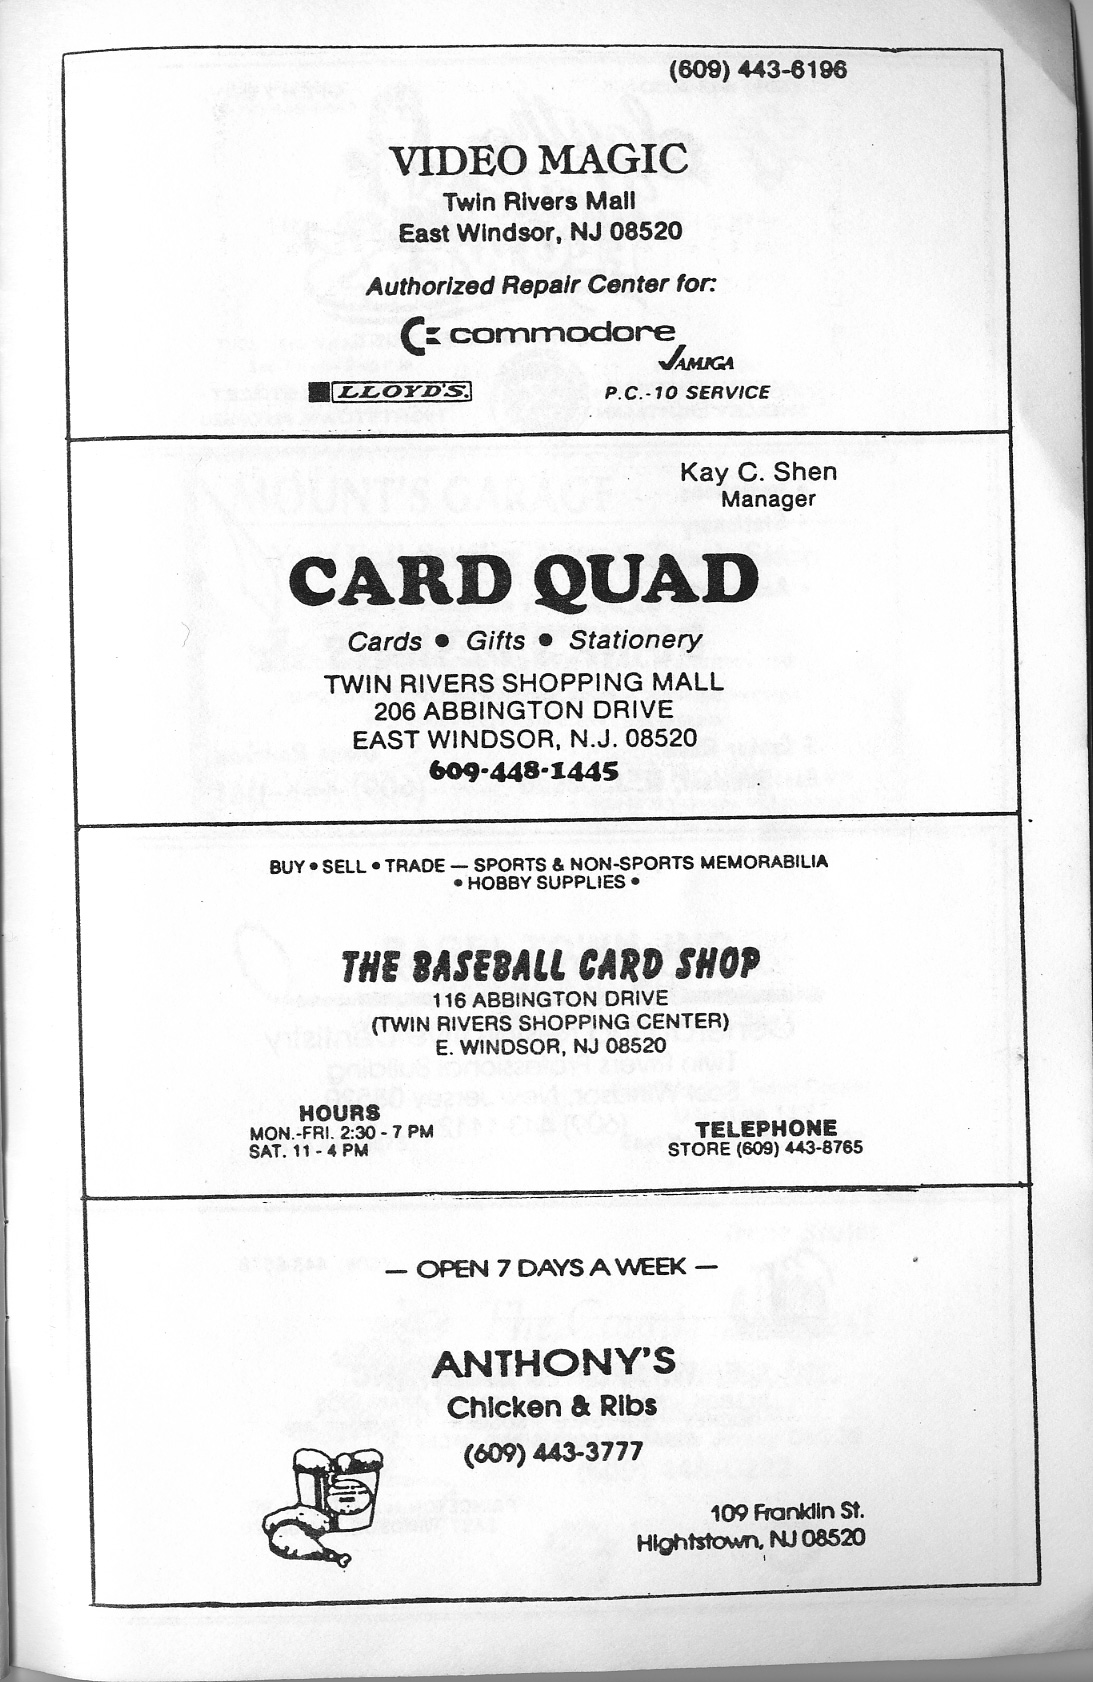 (609) 443-6196
VIDEO MAGIC
Twin Rivers Mall
East Windsor, NJ 08520
Authorized Repair Center for:
commodore
AMIGA
LLOYD'S.
P.C.-10 SERVICE
Kay C. Shen
Manager
CARD QUAD
Cards • Gifts • Stationery
TWIN RIVERS SHOPPING MALL
206 ABBINGTON DRIVE
EAST WINDSOR, N.J. 08520
609-448-1445
BUY • SELL • TRADE — SPORTS & NON-SPORTS MEMORABILIA
• HOBBY SUPPLIES •
THE BASEBALL CARD SHOP
116 ABBINGTON DRIVE
(TWIN RIVERS SHOPPING CENTER)
E. WINDSOR, NJ 08520
HOURS
MON.-FRI. 2:30 - 7 PM
SAT. 11 - 4 PM
TELEPHONE
STORE (609) 443-8765
— OPEN 7 DAYS A WEEK —
ANTHONY'S
Chicken & Ribs
(609) 443-3777
109 Franklin St.
Hightstown, NJ 08520